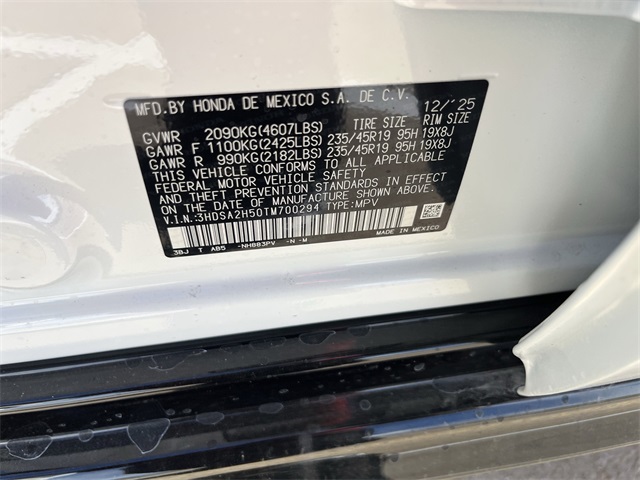 MFD.BY HONDA DE MEXICO S.A. DE C.V. 12/'25
TIRE SIZE RIM SIZE
GVWR 2090KG(4607LBS)
GAWR F 1100KG(2425LBS) 235/45R19 95H 19X8J
GAWR R 990KG(2182LBS) 235/45R19 95H 19X8J
THIS VEHICLE CONFORMS TO ALL APPLICABLE
FEDERAL MOTOR VEHICLE SAFETY
AND THEFT PREVENTION STANDARDS IN EFFECT
ON THE DATE OF MANUFACTURE SHOWN ABOVE.
V.I.N.:3HDSA2H50TM700294 TYPE:MPV
MADE IN MEXICO
3BJ T AB5 -NH883PV -N -M